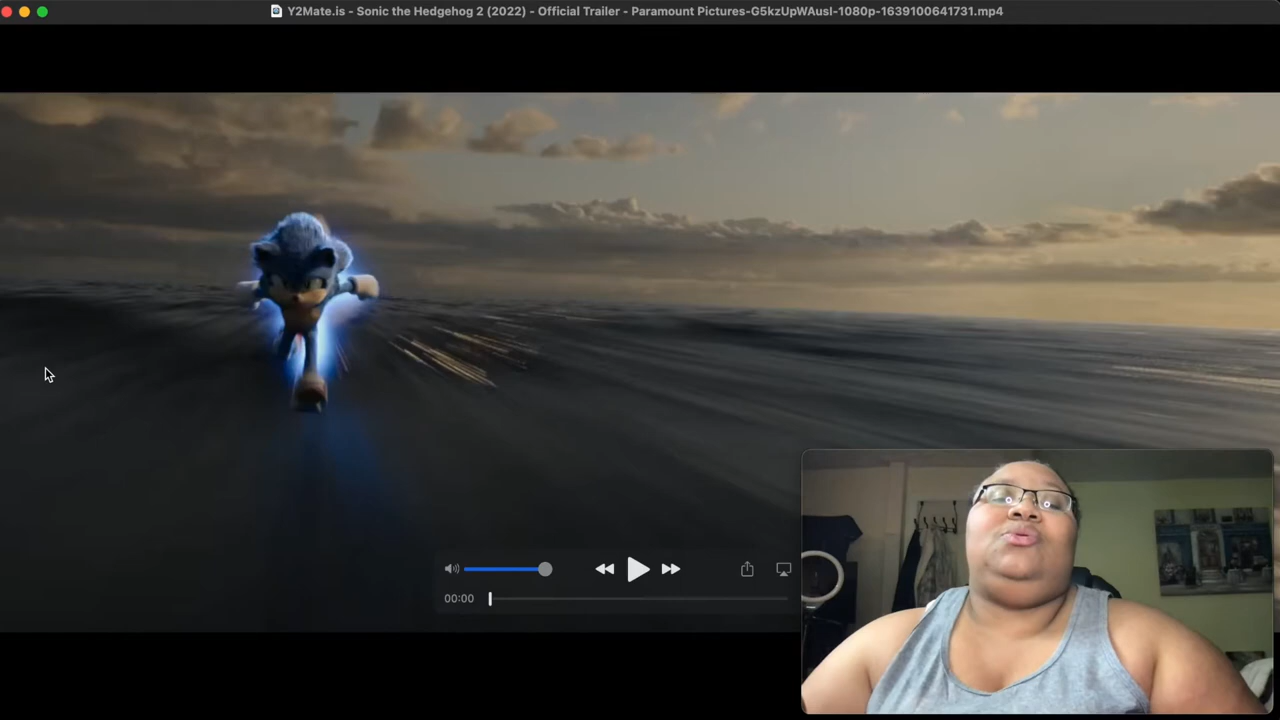 Y2Mate.is - Sonic the Hedgehog 2 (2022) - Official Trailer - Paramount Pictures-G5kzUpWAusI-1080p-1639100641731.mp4
00:00